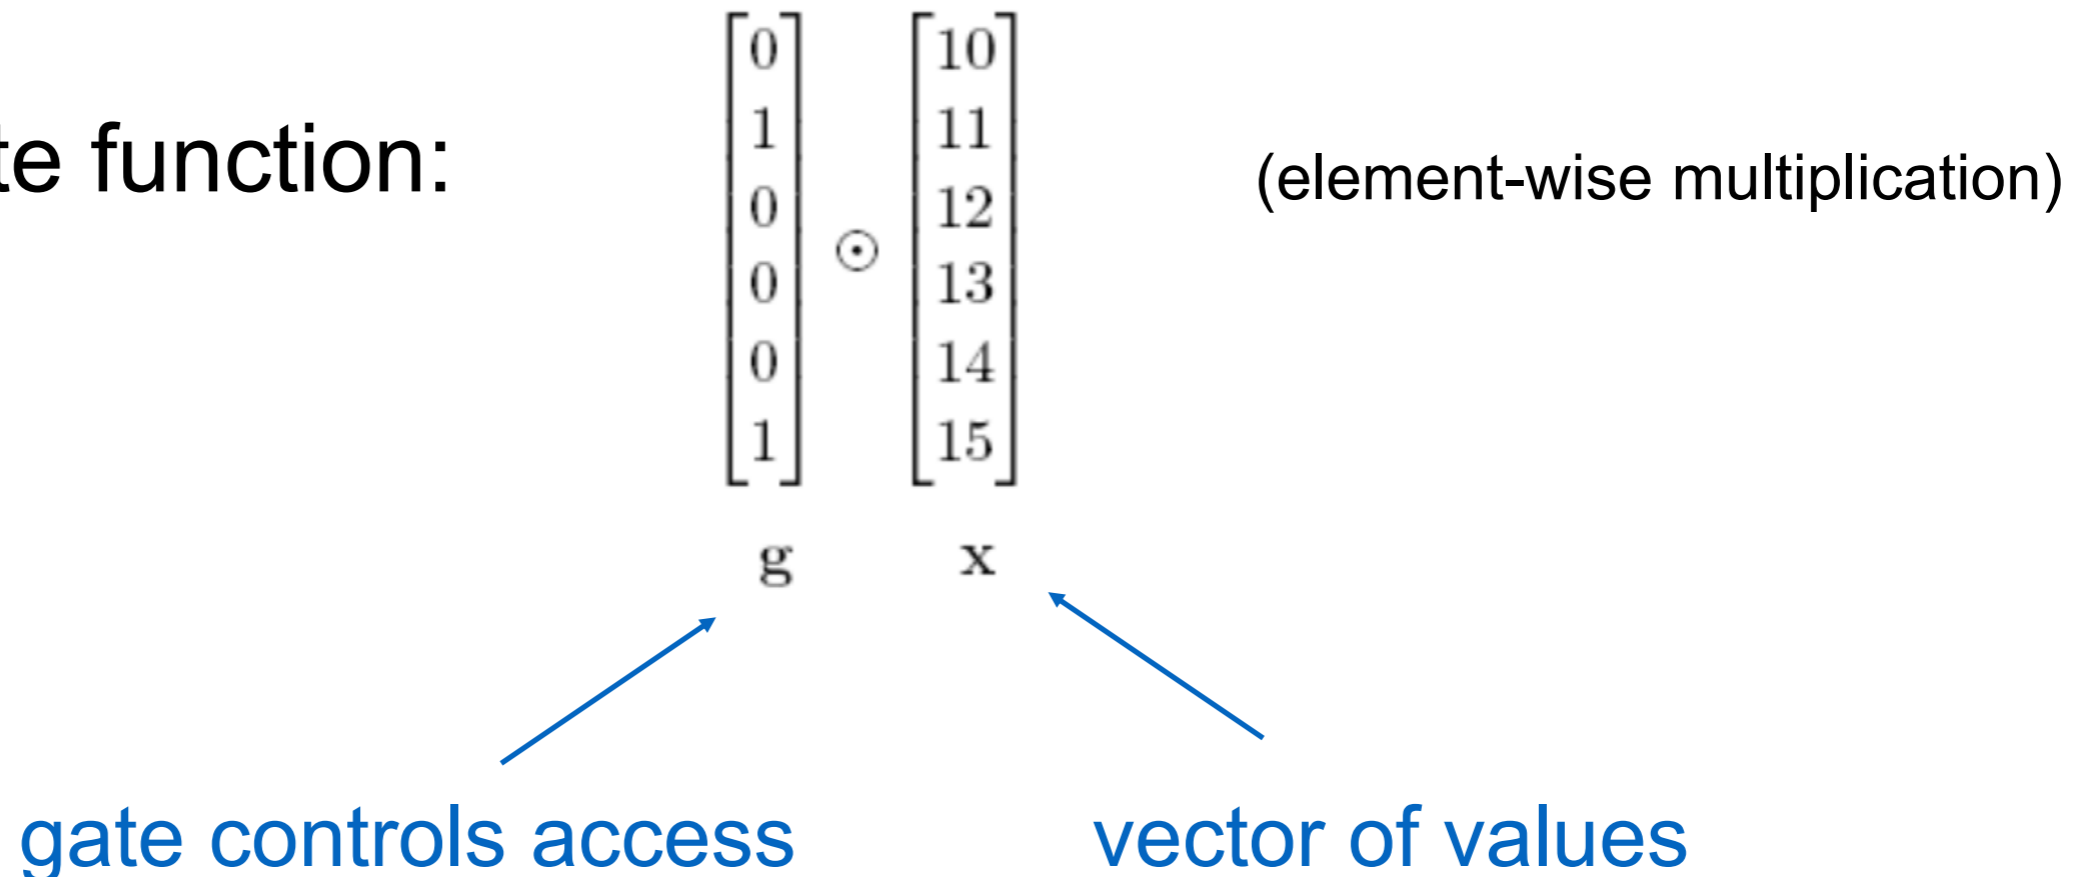 te function:
0
1
0
0
0
1
⊙
10
11
12
13
14
15
(element-wise multiplication)
g x
gate controls access
vector of values